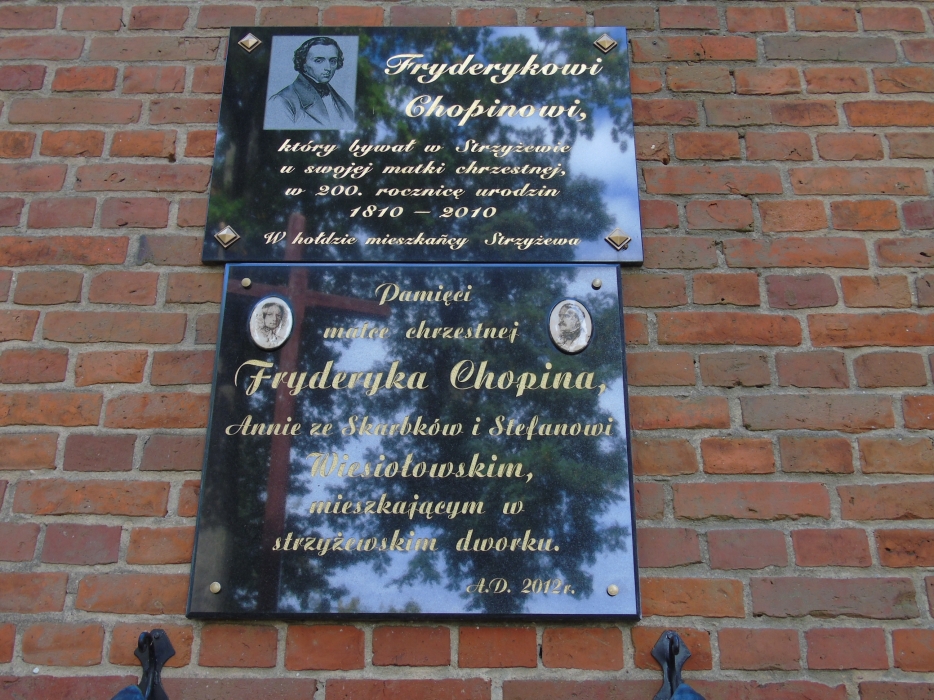 Fryderykowi
Chopinowi,
który bywał w Strzyżewie
u swojej matki chrzestnej,
w 200. rocznicę urodzin
1810 – 2010
W hołdzie mieszkańcy Strzyżewa
Pamięci
matce chrzestnej
Fryderyka Chopina,
Annie ze Skarbków i Stefanowi
Wiesiołowskim,
mieszkającym w
strzyżewskim dworku.
A.D. 2012r.